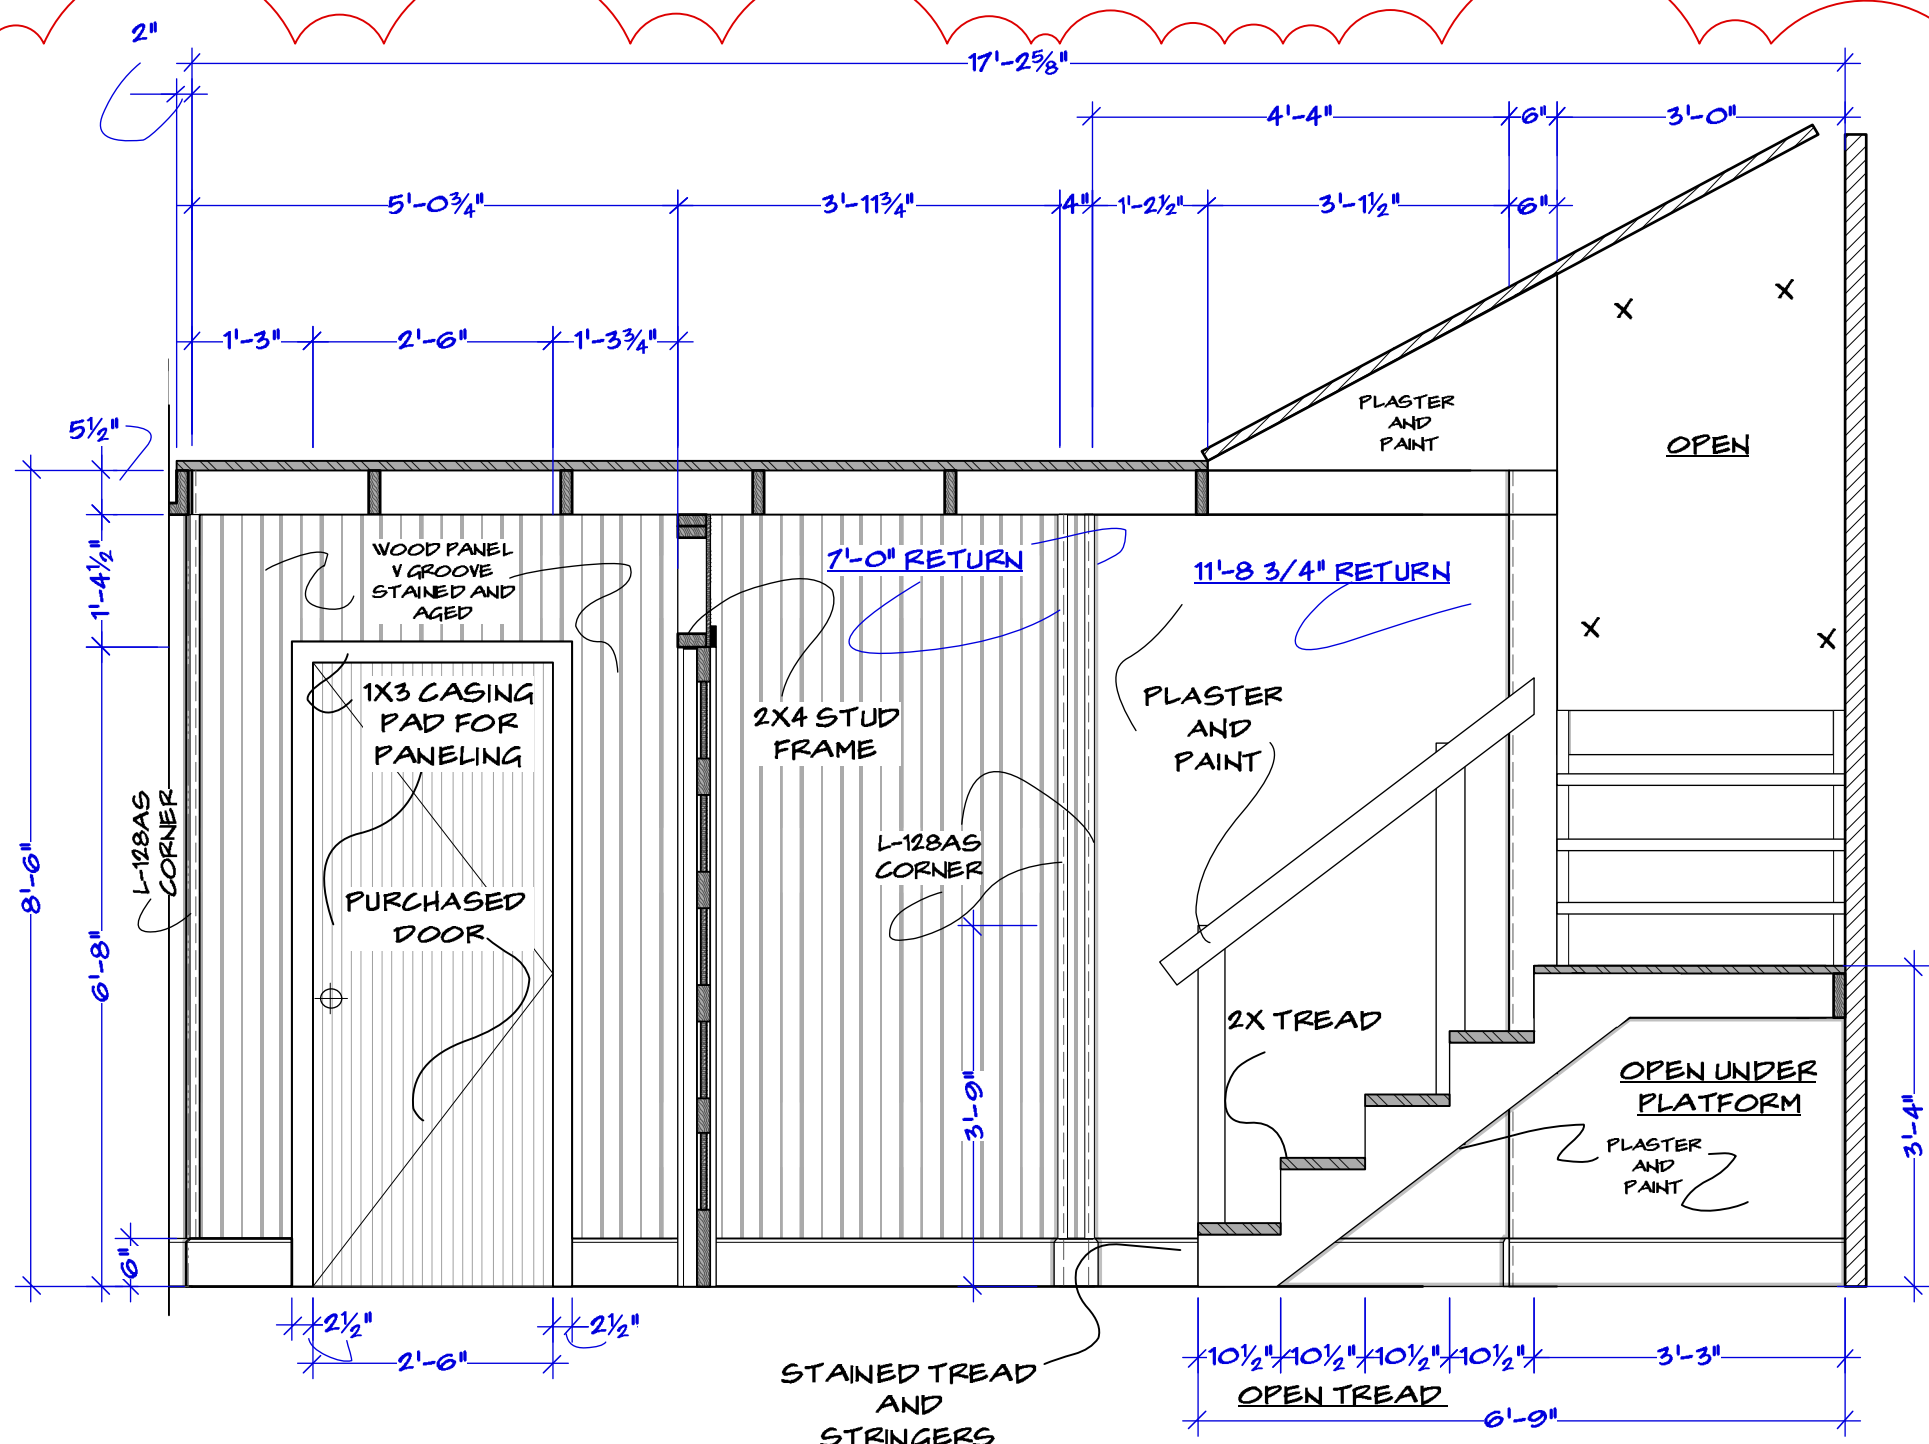 2"
17'-2⅝"
4'-4"
6"
3'-0"
5'-0¾"
3'-11¾"
4"
1'-2½"
3'-1½"
6"
1'-3"
2'-6"
1'-3¾"
5½"
PLASTER
AND
PAINT
OPEN
WOOD PANEL
V GROOVE
STAINED AND
AGED
7'-0" RETURN
11'-8 3/4" RETURN
1'-4½"
1X3 CASING
PAD FOR
PANELING
2X4 STUD
FRAME
PLASTER
AND
PAINT
L-128AS
CORNER
L-128AS
CORNER
8'-6"
6'-8"
PURCHASED
DOOR
2X TREAD
3'-9"
OPEN UNDER
PLATFORM
PLASTER
AND
PAINT
3'-4"
6"
2½"
2½"
2'-6"
10½"
10½"
10½"
10½"
3'-3"
STAINED TREAD
AND
STRINGERS
OPEN TREAD
6'-9"